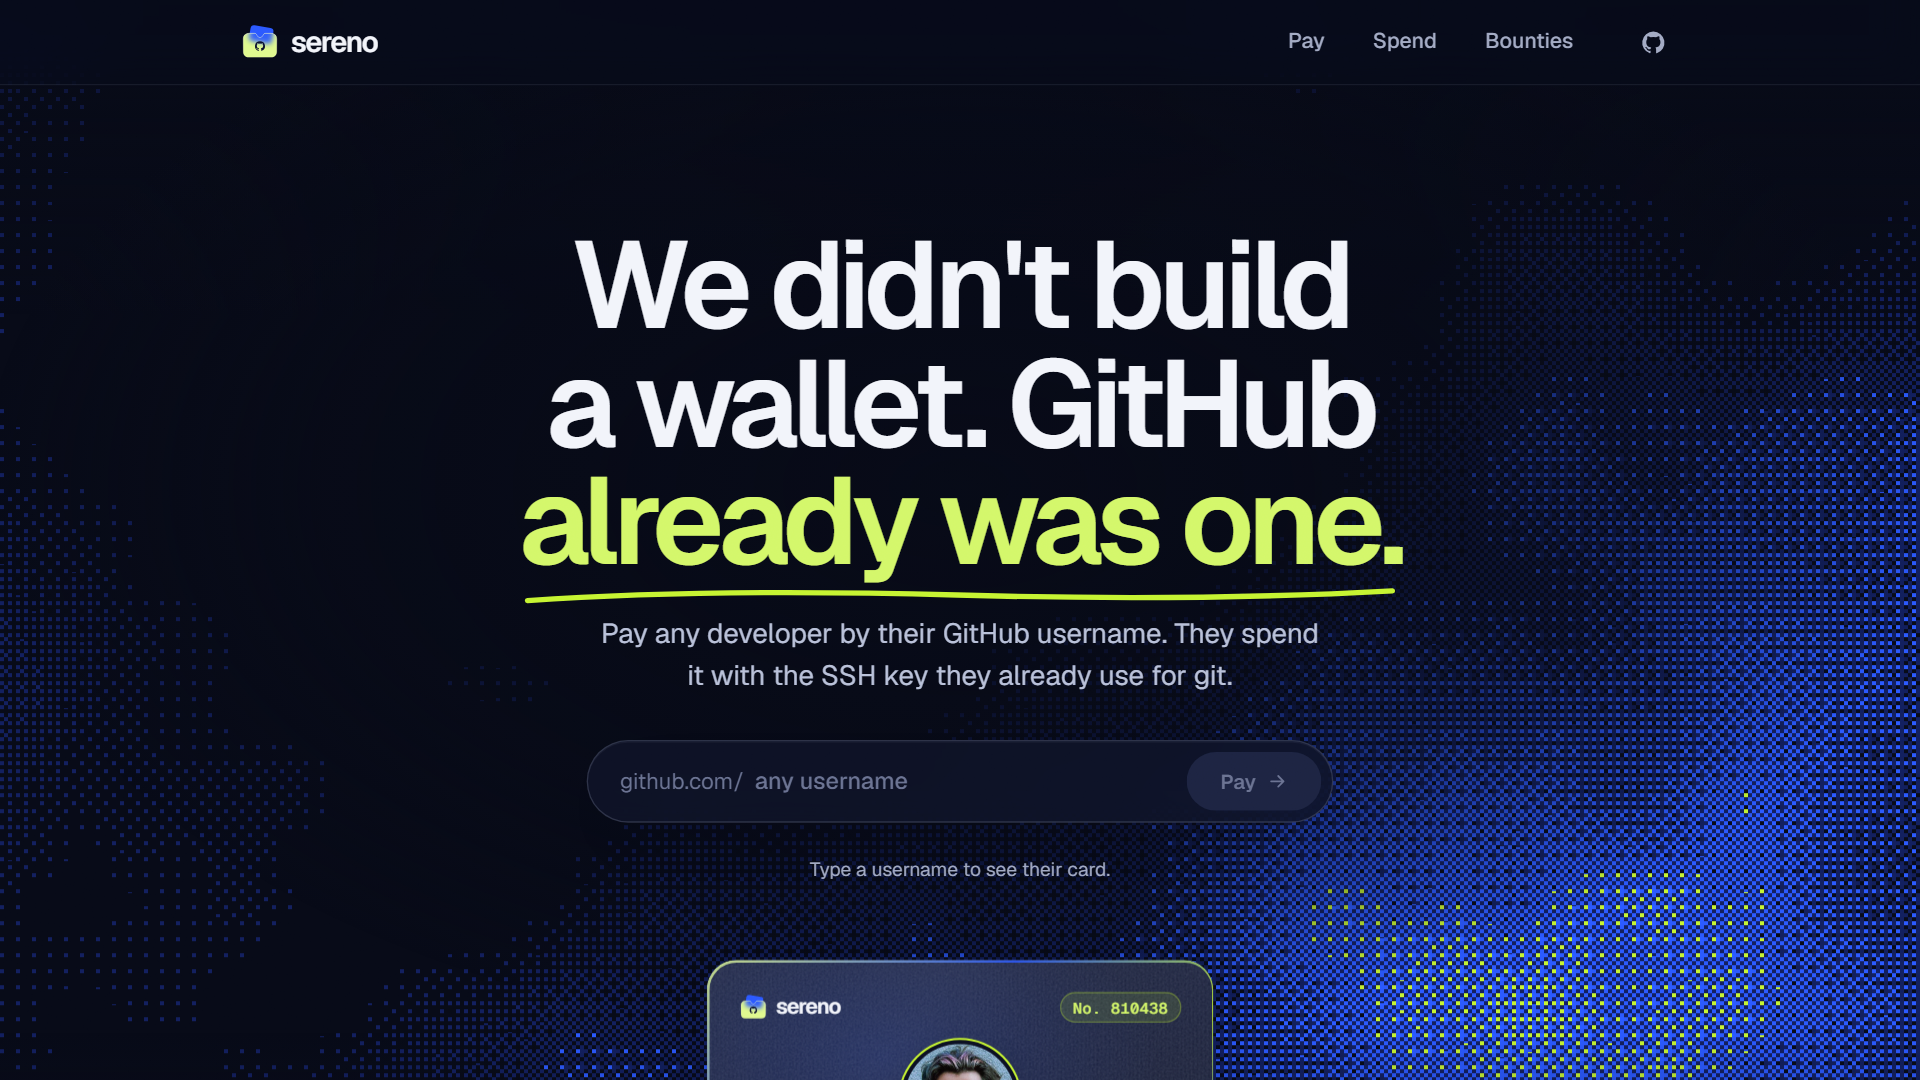 sereno
Pay
Spend
Bounties
We didn't build
a wallet. GitHub
already was one.
Pay any developer by their GitHub username. They spend
it with the SSH key they already use for git.
github.com/ any username
Pay →
Type a username to see their card.
sereno
No. 810438